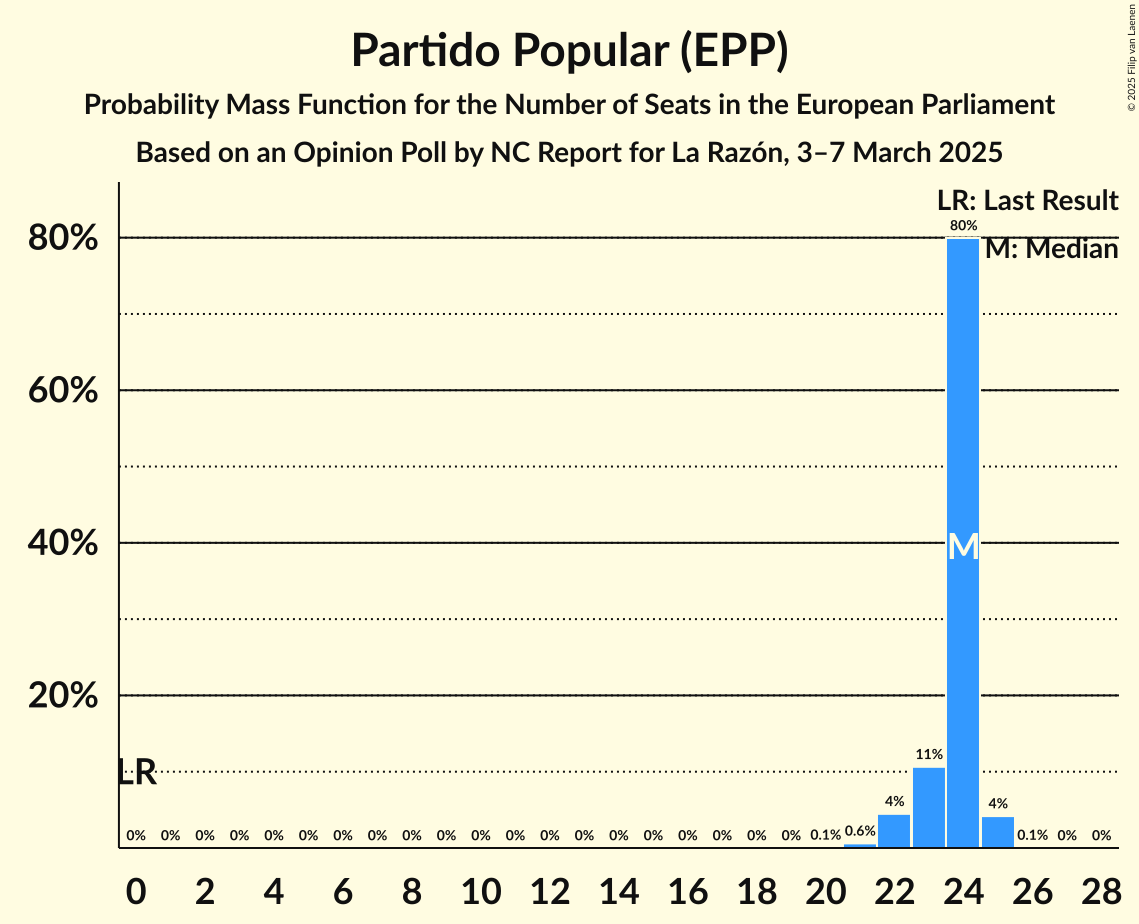 Partido Popular (EPP)
Probability Mass Function for the Number of Seats in the European Parliament
Based on an Opinion Poll by NC Report for La Razón, 3–7 March 2025
© 2025 Filip van Laenen
LR: Last Result
M: Median
80%
60%
40%
20%
80%
M
LR
0% 0% 0% 0% 0% 0% 0% 0% 0% 0% 0% 0% 0% 0% 0% 0% 0% 0% 0% 0% 0.1% 0.6% 4% 11% 4% 0.1% 0% 0%
0 2 4 6 8 10 12 14 16 18 20 22 24 26 28